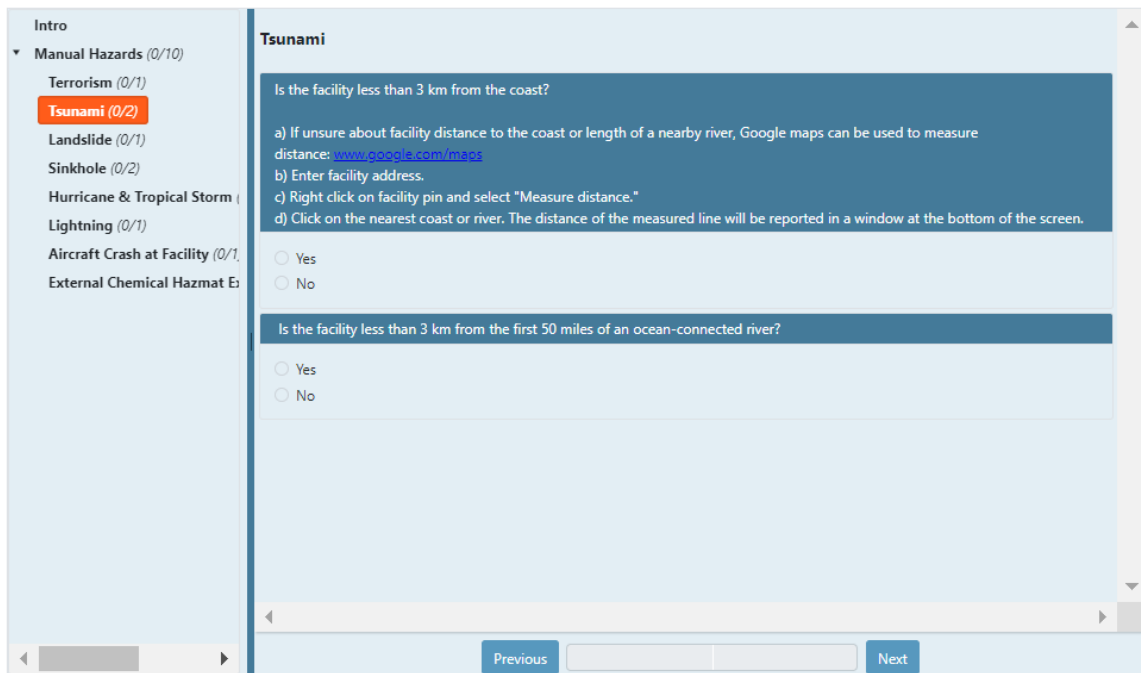 Intro
Manual Hazards (0/10)
Terrorism (0/1)
Tsunami (0/2)
Landslide (0/1)
Sinkhole (0/2)
Hurricane & Tropical Storm (
Lightning (0/1)
Aircraft Crash at Facility (0/1
External Chemical Hazmat
Tsunami
Is the facility less than 3 km from the coast?
a) If unsure about facility distance to the coast or length of a nearby river, Google maps can be used to measure
distance: www.google.com/maps
b) Enter facility address.
c) Right click on facility pin and select "Measure distance."
d) Click on the nearest coast or river. The distance of the measured line will be reported in a window at the bottom of the screen.
Yes
No
Is the facility less than 3 km from the first 50 miles of an ocean-connected river?
Yes
No
Previous
Next